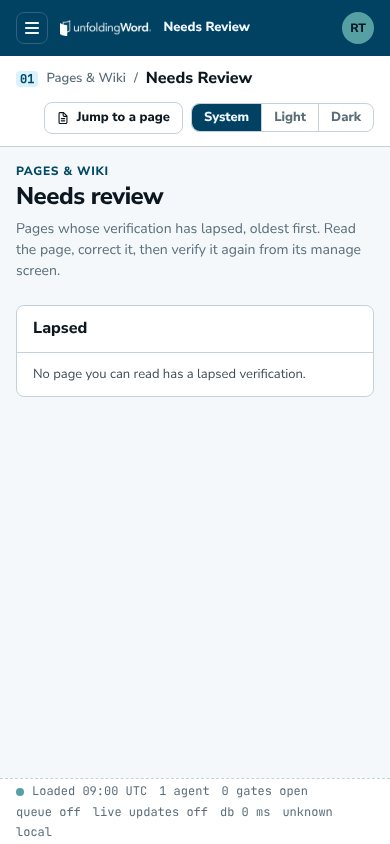 unfoldingWord. Needs Review RT
01 Pages & Wiki / Needs Review
Jump to a page System Light Dark
PAGES & WIKI
Needs review
Pages whose verification has lapsed, oldest first. Read
the page, correct it, then verify it again from its manage
screen.
Lapsed
No page you can read has a lapsed verification.
Loaded 09:00 UTC 1 agent 0 gates open
queue off live updates off db 0 ms unknown
local